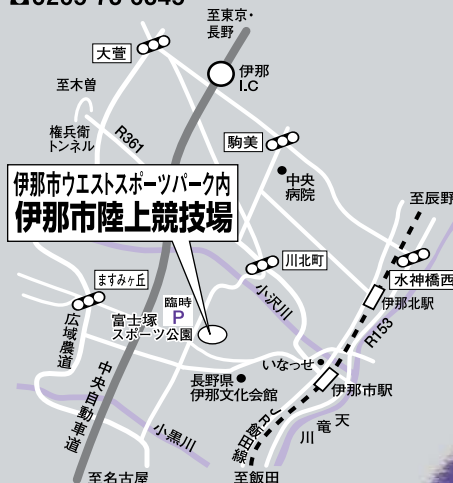 至東京・
長野
大萱
伊那
I.C
至木曽
権兵衛
トンネル
R361
駒美
中央
病院
伊那市ウエストスポーツパーク内
伊那市陸上競技場
至辰野
ますみヶ丘
川北町
水神橋西
小沢川
伊那北駅
臨時
P
富士塚
スポーツ公園
広域農道
R153
いなっせ
中央自動車道
長野県
伊那文化会館
伊那市駅
JR飯田線
天竜川
小黒川
至名古屋
至飯田